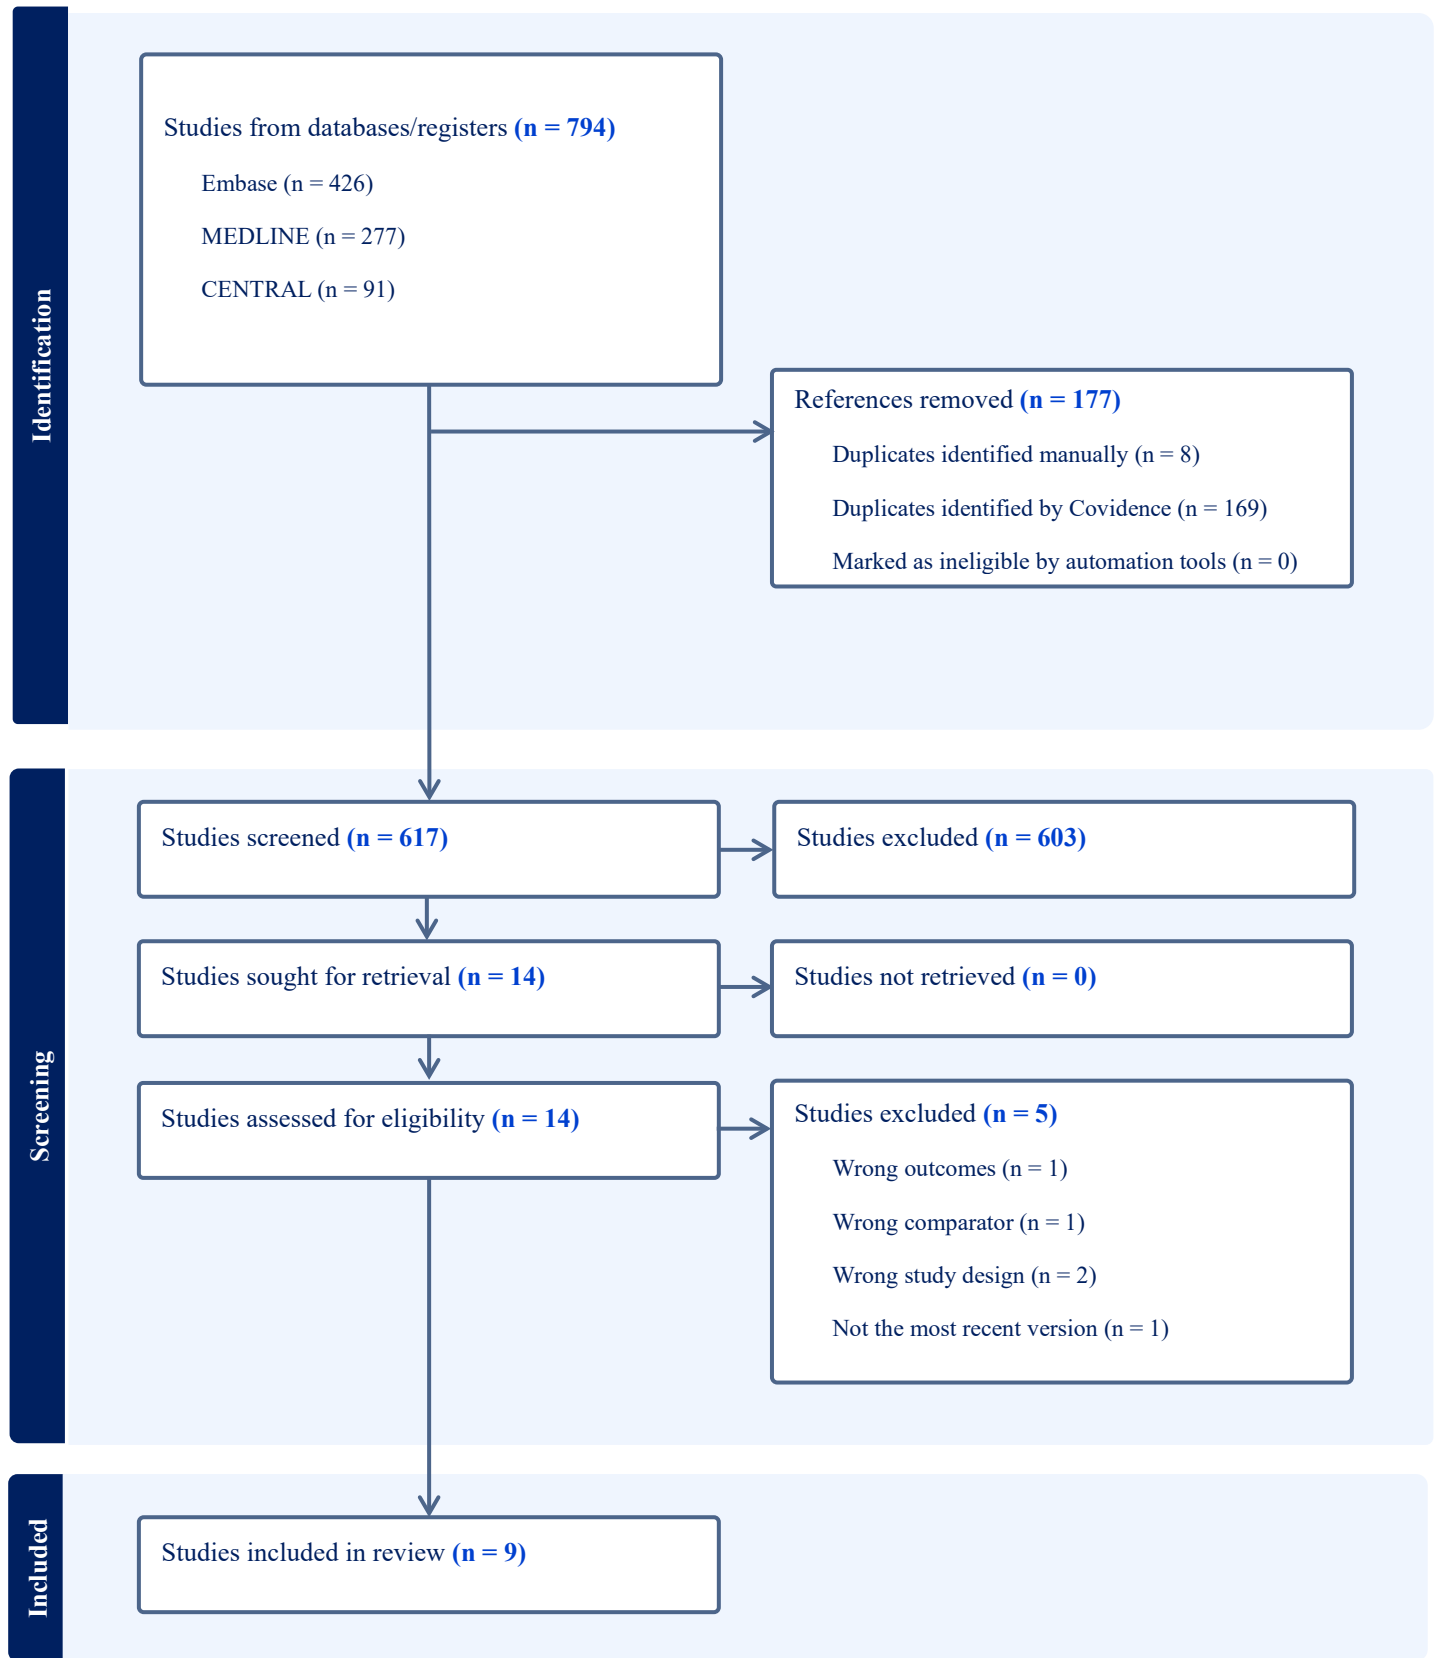 Identification
Studies from databases/registers (n = 794)
Embase (n = 426)
MEDLINE (n = 277)
CENTRAL (n = 91)
References removed (n = 177)
Duplicates identified manually (n = 8)
Duplicates identified by Covidence (n = 169)
Marked as ineligible by automation tools (n = 0)
Screening
Studies screened (n = 617)
Studies excluded (n = 603)
Studies sought for retrieval (n = 14)
Studies not retrieved (n = 0)
Studies assessed for eligibility (n = 14)
Studies excluded (n = 5)
Wrong outcomes (n = 1)
Wrong comparator (n = 1)
Wrong study design (n = 2)
Not the most recent version (n = 1)
Included
Studies included in review (n = 9)